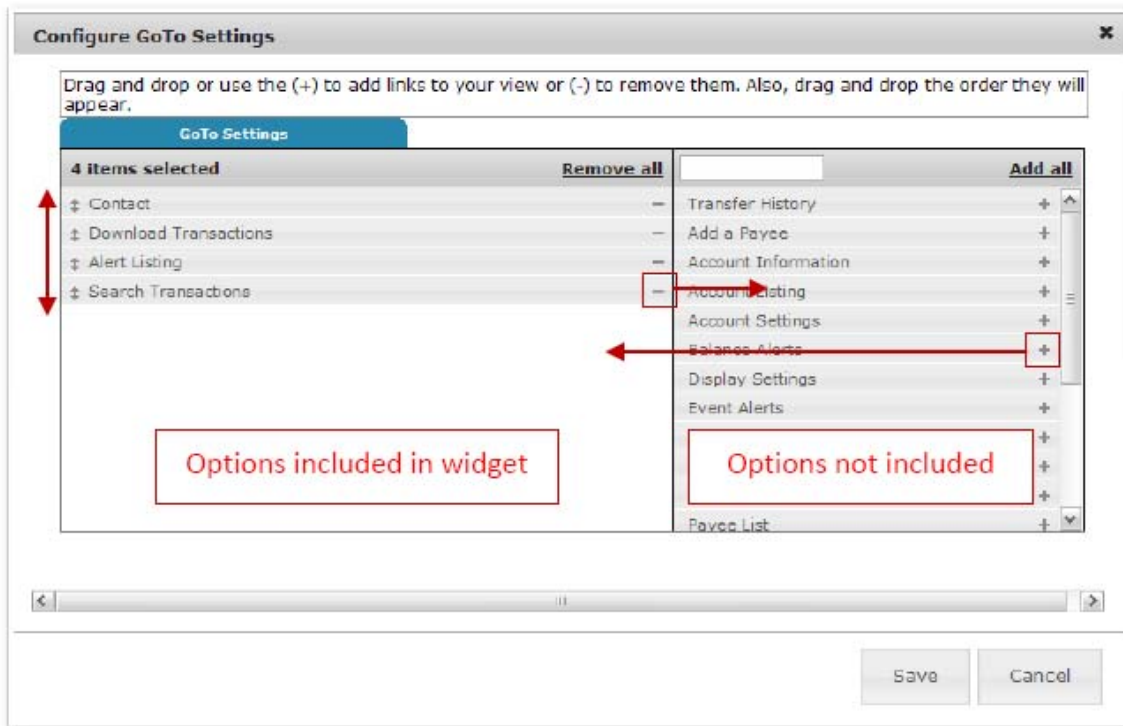 Configure GoTo Settings
Drag and drop or use the (+) to add links to your view or (-) to remove them. Also, drag and drop the order they will
appear.
GoTo Settings
4 items selected Remove all Add all
Contact
Download Transactions
Alert Listing
Search Transactions
Transfer History
Add a Payee
Account Information
Account Listing
Account Settings
Balance Alerts
Display Settings
Event Alerts
Payee List
Options included in widget
Options not included
Save Cancel